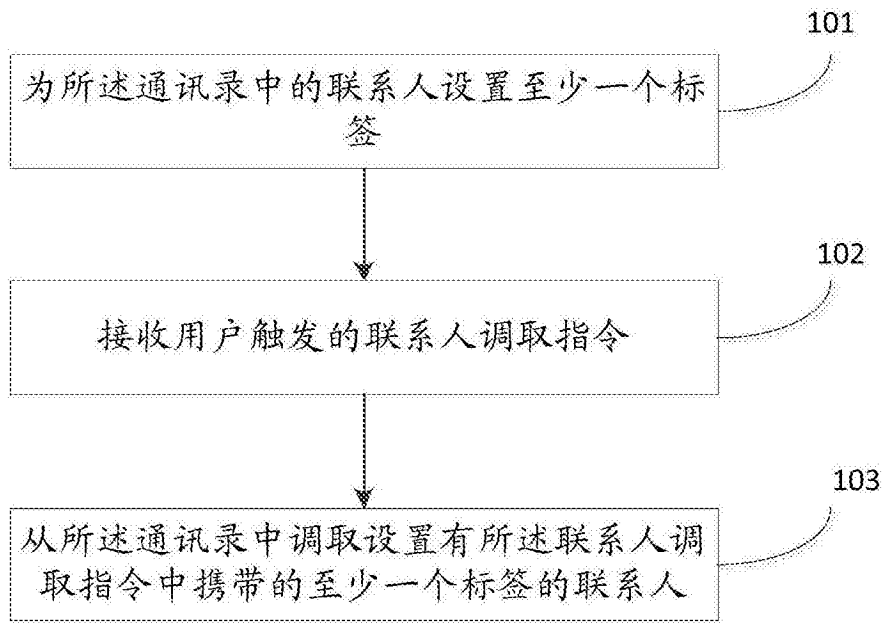 101
为所述通讯录中的联系人设置至少一个标
签
102
接收用户触发的联系人调取指令
103
从所述通讯录中调取设置有所述联系人调
取指令中携带的至少一个标签的联系人